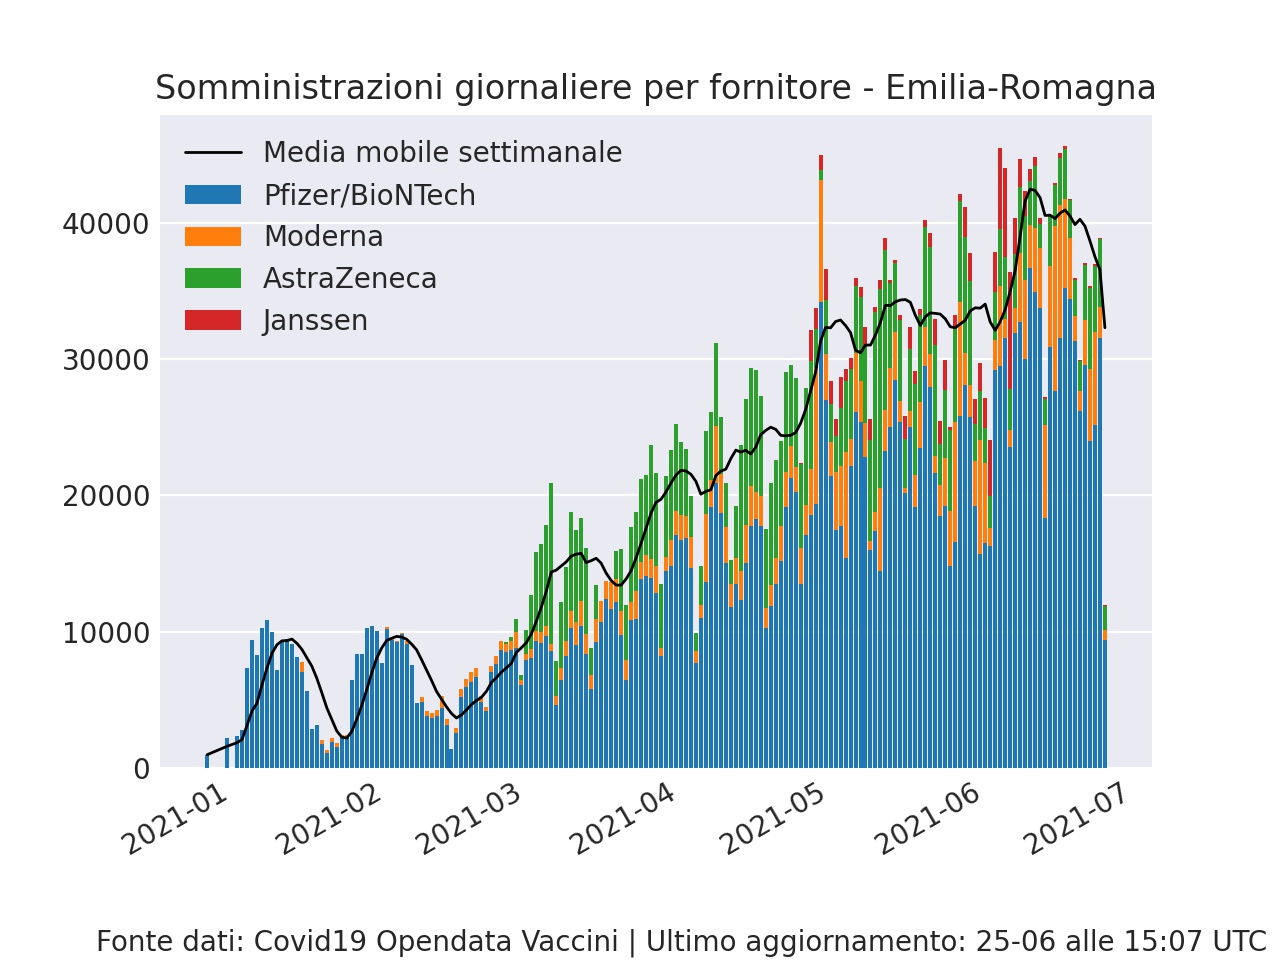 Somministrazioni giornaliere per fornitore - Emilia-Romagna
Media mobile settimanale
Pfizer/BioNTech
Moderna
AstraZeneca
Janssen
40000
30000
20000
10000
0
2021-01
2021-02
2021-03
2021-04
2021-05
2021-06
2021-07
Fonte dati: Covid19 Opendata Vaccini | Ultimo aggiornamento: 25-06 alle 15:07 UTC